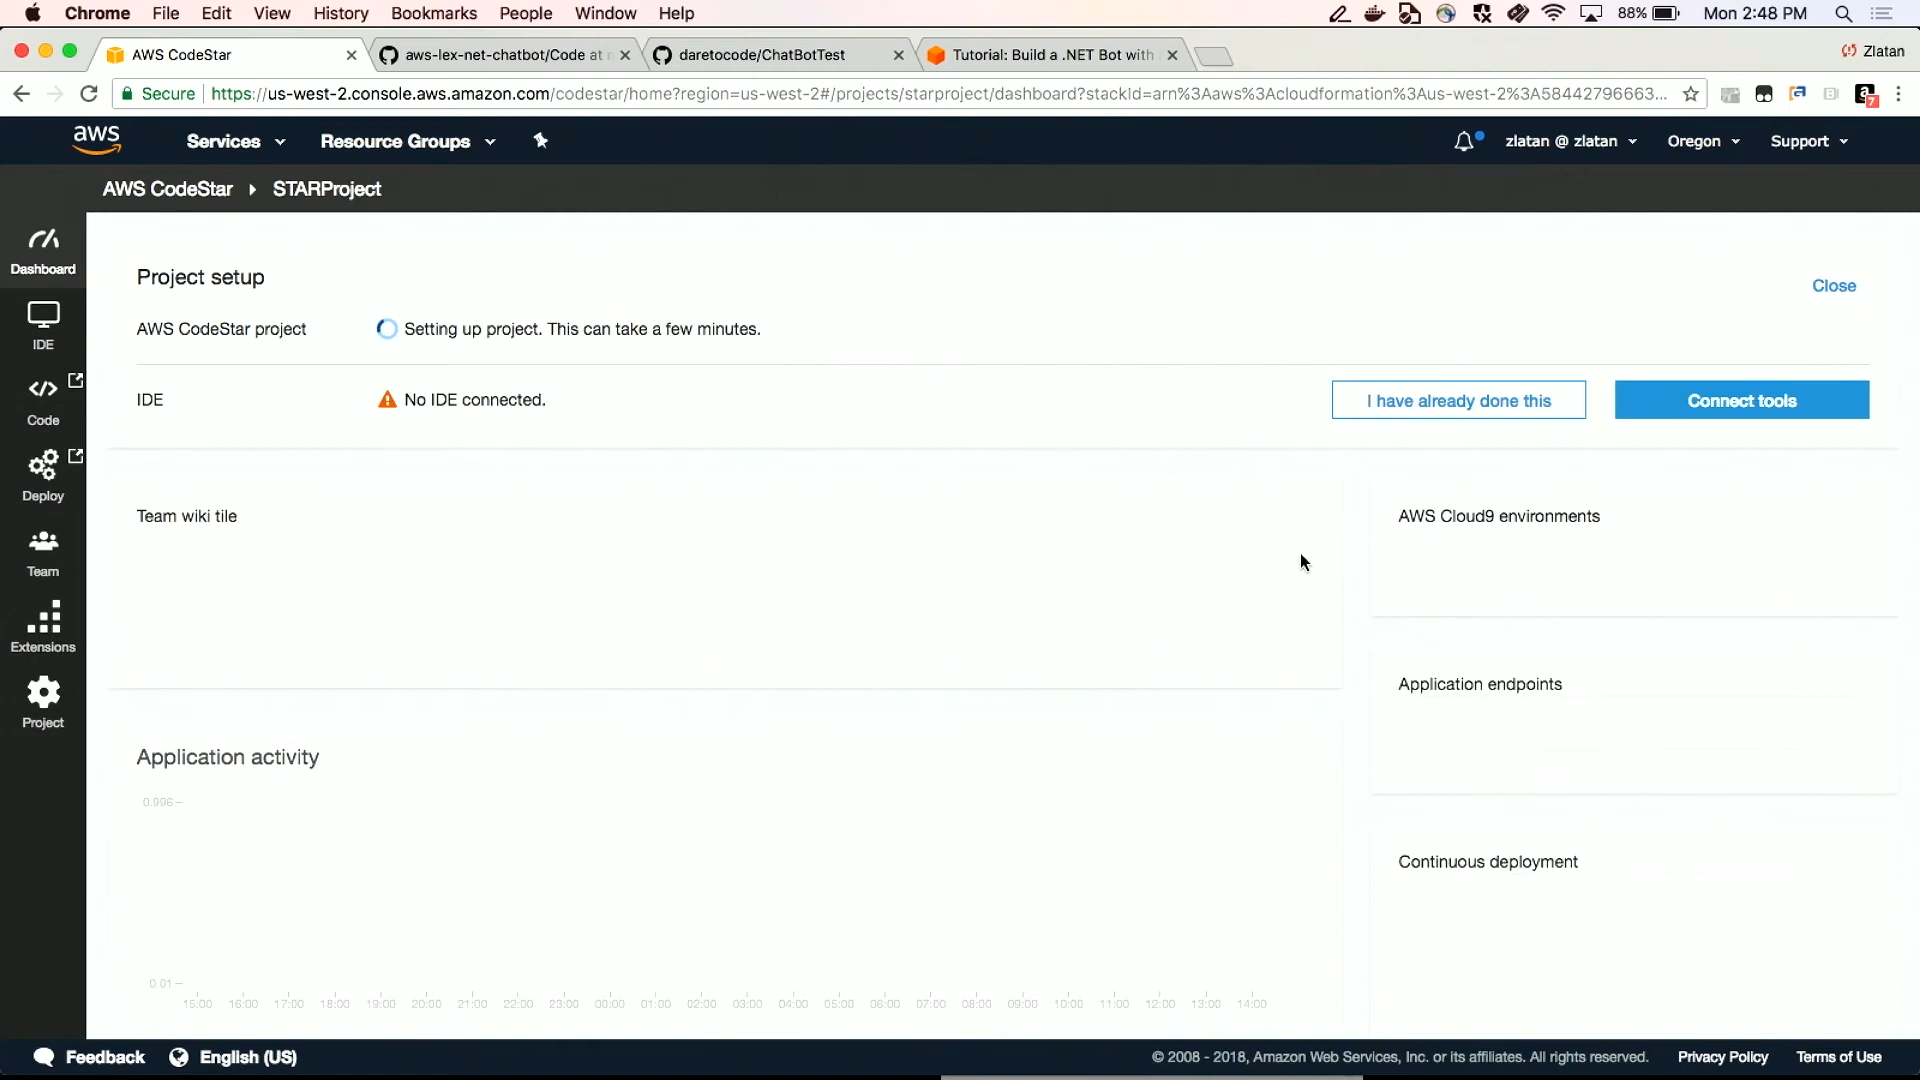 Chrome File Edit View History Bookmarks People Window Help 88% Mon 2:48 PM
AWS CodeStar aws-lex-net-chatbot/Code at daretocode/ChatBotTest Tutorial: Build a .NET Bot with Zlatan
Secure https://us-west-2.console.aws.amazon.com/codestar/home?region=us-west-2#/projects/starproject/dashboard?stackId=arn%3Aaws%3Acloudformation%3Aus-west-2%3A58442796663... 7
aws Services Resource Groups zlatan @ zlatan Oregon Support
AWS CodeStar STARProject
Dashboard
IDE
Code
Deploy
Team
Extensions
Project
Project setup
Close
AWS CodeStar project Setting up project. This can take a few minutes.
IDE No IDE connected. I have already done this Connect tools
Team wiki tile
AWS Cloud9 environments
Application endpoints
Application activity
0.996
0.01
15:00 16:00 17:00 18:00 19:00 20:00 21:00 22:00 23:00 00:00 01:00 02:00 03:00 04:00 05:00 06:00 07:00 08:00 09:00 10:00 11:00 12:00 13:00 14:00
Continuous deployment
Feedback English (US) © 2008 - 2018, Amazon Web Services, Inc. or its affiliates. All rights reserved. Privacy Policy Terms of Use